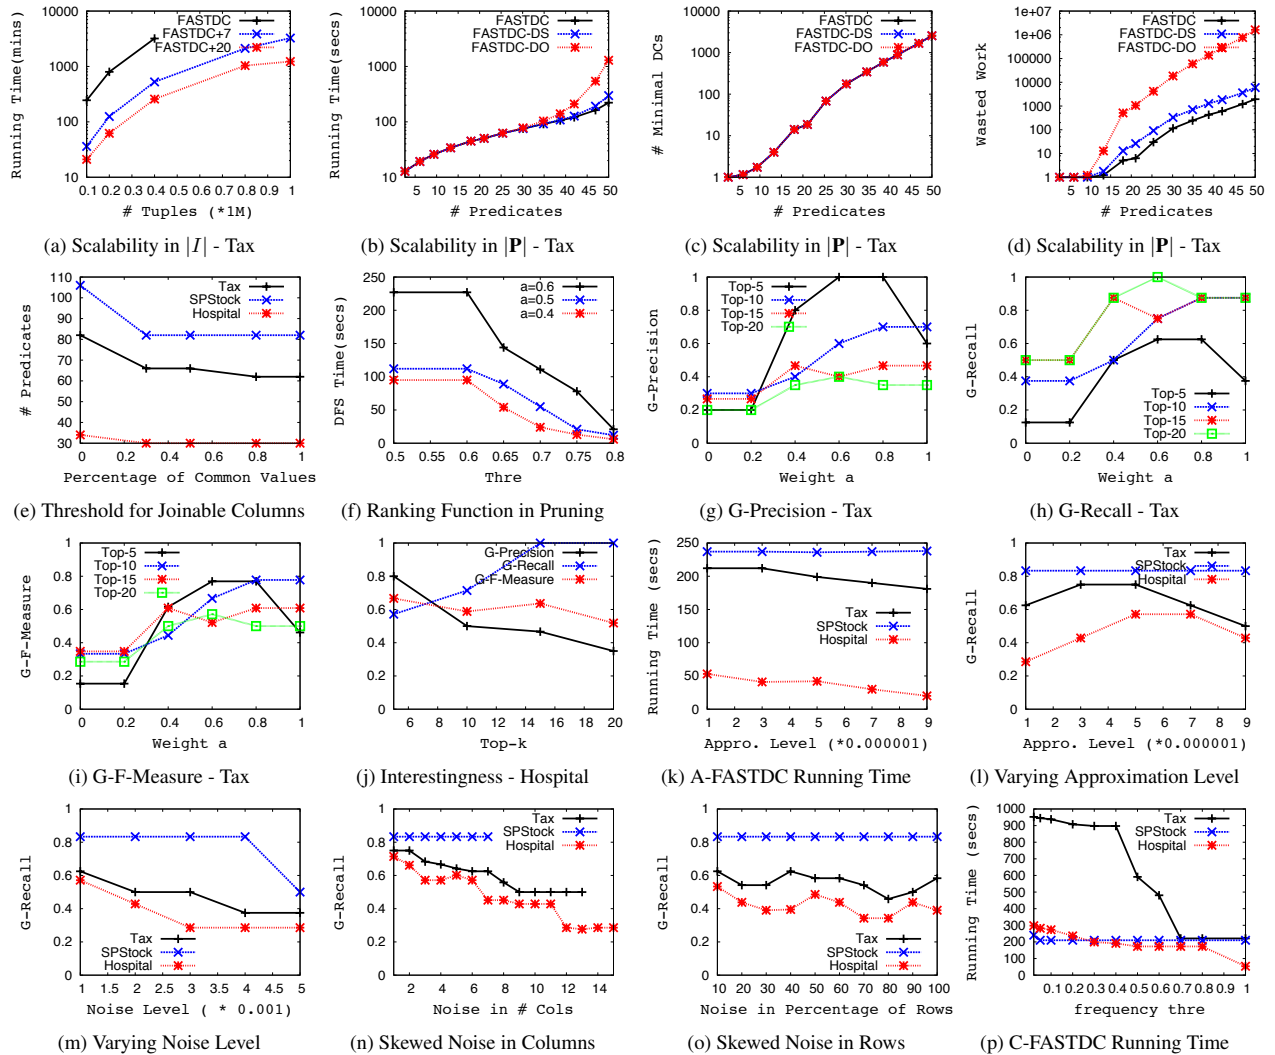 FASTDC
FASTDC+7
FASTDC+20
Running Time(mins)
10000
1000
100
10
0.1 0.2 0.3 0.4 0.5 0.6 0.7 0.8 0.9 1
# Tuples (*1M)
(a) Scalability in |I| - Tax
FASTDC
FASTDC-DS
FASTDC-DO
Running Time(secs)
10000
1000
100
10
5 10 15 20 25 30 35 40 45 50
# Predicates
(b) Scalability in |P| - Tax
FASTDC
FASTDC-DS
FASTDC-DO
# Minimal DCs
10000
1000
100
10
1
5 10 15 20 25 30 35 40 45 50
# Predicates
(c) Scalability in |P| - Tax
FASTDC
FASTDC-DS
FASTDC-DO
Wasted Work
1e+07
1e+06
100000
10000
1000
100
10
1
5 10 15 20 25 30 35 40 45 50
# Predicates
(d) Scalability in |P| - Tax
Tax
SPStock
Hospital
# Predicates
110
100
90
80
70
60
50
40
30
0 0.2 0.4 0.6 0.8 1
Percentage of Common Values
(e) Threshold for Joinable Columns
a=0.6
a=0.5
a=0.4
DFS Time(secs)
250
200
150
100
50
0
0.5 0.55 0.6 0.65 0.7 0.75 0.8
Thre
(f) Ranking Function in Pruning
Top-5
Top-10
Top-15
Top-20
G-Precision
1
0.8
0.6
0.4
0.2
0
0 0.2 0.4 0.6 0.8 1
Weight a
(g) G-Precision - Tax
Top-5
Top-10
Top-15
Top-20
G-Recall
1
0.8
0.6
0.4
0.2
0
0 0.2 0.4 0.6 0.8 1
Weight a
(h) G-Recall - Tax
Top-5
Top-10
Top-15
Top-20
G-F-Measure
1
0.8
0.6
0.4
0.2
0
0 0.2 0.4 0.6 0.8 1
Weight a
(i) G-F-Measure - Tax
G-Precision
G-Recall
G-F-Measure
1
0.8
0.6
0.4
0.2
0
6 8 10 12 14 16 18 20
Top-k
(j) Interestingness - Hospital
Tax
SPStock
Hospital
Running Time (secs)
250
200
150
100
50
0
1 2 3 4 5 6 7 8 9
Appro. Level (*0.000001)
(k) A-FASTDC Running Time
Tax
SPStock
Hospital
G-Recall
1
0.8
0.6
0.4
0.2
0
1 2 3 4 5 6 7 8 9
Appro. Level (*0.000001)
(l) Varying Approximation Level
Tax
SPStock
Hospital
G-Recall
1
0.8
0.6
0.4
0.2
0
1 1.5 2 2.5 3 3.5 4 4.5 5
Noise Level ( * 0.001)
(m) Varying Noise Level
Tax
SPStock
Hospital
G-Recall
1
0.8
0.6
0.4
0.2
0
2 4 6 8 10 12 14
Noise in # Cols
(n) Skewed Noise in Columns
Tax
SPStock
Hospital
G-Recall
1
0.8
0.6
0.4
0.2
0
10 20 30 40 50 60 70 80 90 100
Noise in Percentage of Rows
(o) Skewed Noise in Rows
Tax
SPStock
Hospital
Running Time (secs)
1000
900
800
700
600
500
400
300
200
100
0
0.1 0.2 0.3 0.4 0.5 0.6 0.7 0.8 1
frequency thre
(p) C-FASTDC Running Time